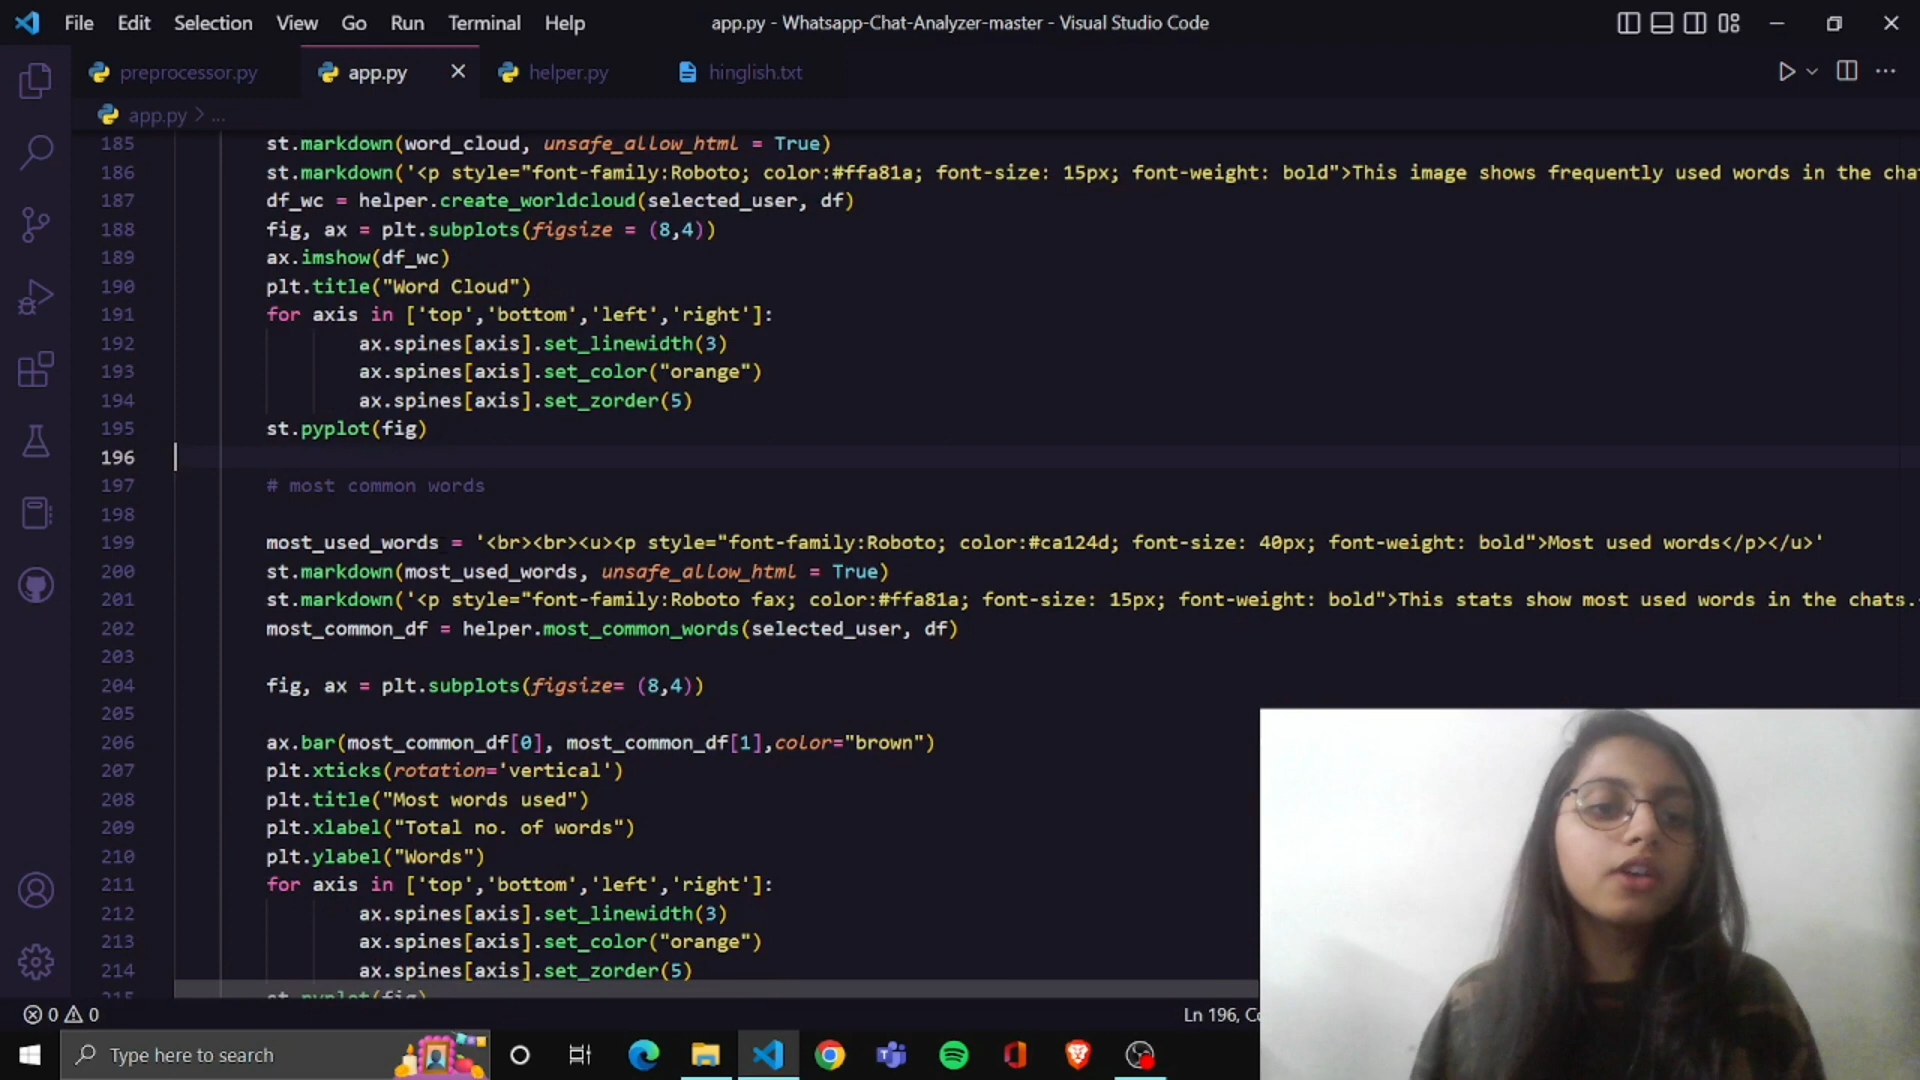 File Edit Selection View Go Run Terminal Help app.py - Whatsapp-Chat-Analyzer-master - Visual Studio Code
preprocessor.py app.py helper.py hinglish.txt
app.py > ...
185 st.markdown(word_cloud, unsafe_allow_html = True)
186 st.markdown('<p style="font-family:Roboto; color:#ffa81a; font-size: 15px; font-weight: bold">This image shows frequently used words in the cha
187 df_wc = helper.create_worldcloud(selected_user, df)
188 fig, ax = plt.subplots(figsize = (8,4))
189 ax.imshow(df_wc)
190 plt.title("Word Cloud")
191 for axis in ['top','bottom','left','right']:
192 ax.spines[axis].set_linewidth(3)
193 ax.spines[axis].set_color("orange")
194 ax.spines[axis].set_zorder(5)
195 st.pyplot(fig)
196
197 # most common words
198
199 most_used_words = '<br><br><u><p style="font-family:Roboto; color:#ca124d; font-size: 40px; font-weight: bold">Most used words</p></u>'
200 st.markdown(most_used_words, unsafe_allow_html = True)
201 st.markdown('<p style="font-family:Roboto fax; color:#ffa81a; font-size: 15px; font-weight: bold">This stats show most used words in the chats.
202 most_common_df = helper.most_common_words(selected_user, df)
203
204 fig, ax = plt.subplots(figsize= (8,4))
205
206 ax.bar(most_common_df[0], most_common_df[1],color="brown")
207 plt.xticks(rotation='vertical')
208 plt.title("Most words used")
209 plt.xlabel("Total no. of words")
210 plt.ylabel("Words")
211 for axis in ['top','bottom','left','right']:
212 ax.spines[axis].set_linewidth(3)
213 ax.spines[axis].set_color("orange")
214 ax.spines[axis].set_zorder(5)
215 st.pyplot(fig)
0 0 Ln 196, Co
Type here to search